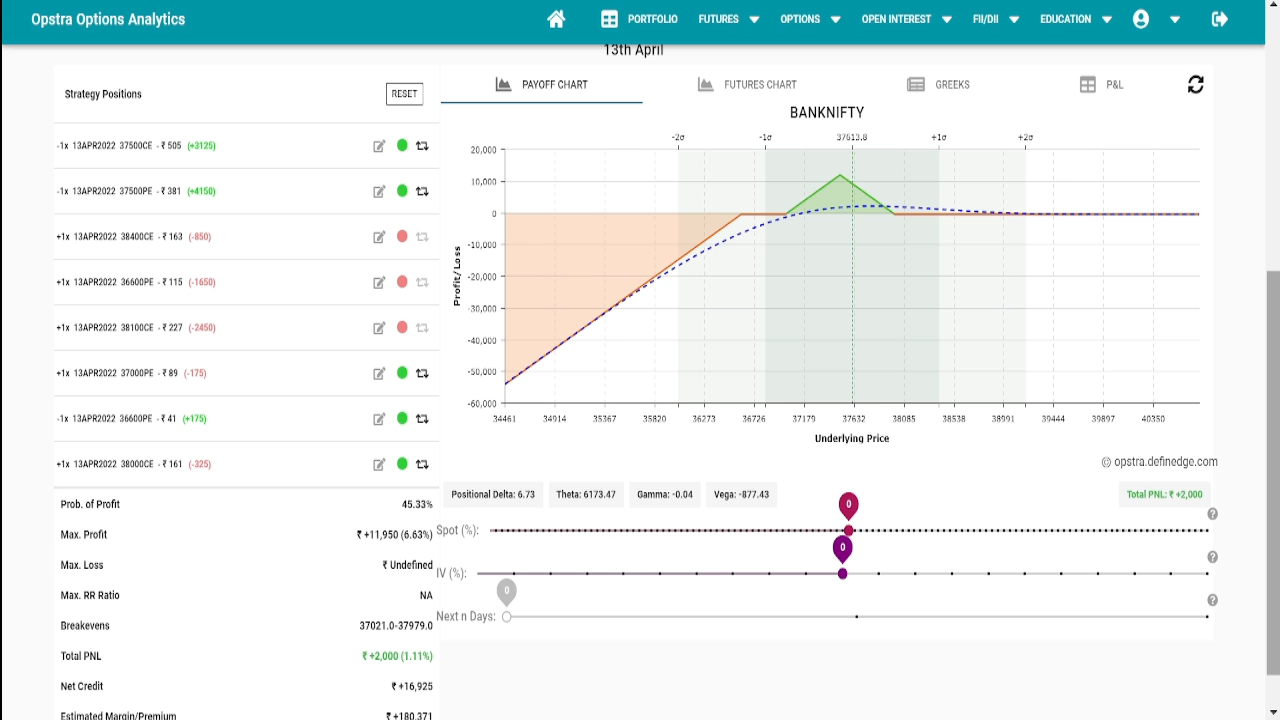 Opstra Options Analytics
PORTFOLIO FUTURES OPTIONS OPEN INTEREST FII/DII EDUCATION
13th April
Strategy Positions RESET
-1x 13APR2022 37500CE - ₹ 505 (+3125)
-1x 13APR2022 37500PE - ₹ 381 (+4150)
+1x 13APR2022 38400CE - ₹ 163 (-850)
+1x 13APR2022 36600PE - ₹ 115 (-1650)
+1x 13APR2022 38100CE - ₹ 227 (-2450)
+1x 13APR2022 37000PE - ₹ 89 (-175)
-1x 13APR2022 36600PE - ₹ 41 (+175)
+1x 13APR2022 38000CE - ₹ 161 (-325)
Prob. of Profit 45.33%
Max. Profit ₹ +11,950 (6.63%)
Max. Loss ₹ Undefined
Max. RR Ratio NA
Breakevens 37021.0-37979.0
Total PNL ₹ +2,000 (1.11%)
Net Credit ₹ +16,925
Estimated Margin/Premium ₹ +180,371
PAYOFF CHART FUTURES CHART GREEKS P&L
BANKNIFTY
-2σ -1σ 37613.8 +1σ +2σ
20,000
10,000
0
-10,000
-20,000
-30,000
-40,000
-50,000
-60,000
Profit/Loss
34461 34914 35367 35820 36273 36726 37179 37632 38085 38538 38991 39444 39897 40350
Underlying Price
© opstra.definedge.com
Positional Delta: 6.73 Theta: 6173.47 Gamma: -0.04 Vega: -877.43 Total PNL: ₹ +2,000
0
Spot (%): ?
0
IV (%): ?
0
Next n Days: ?